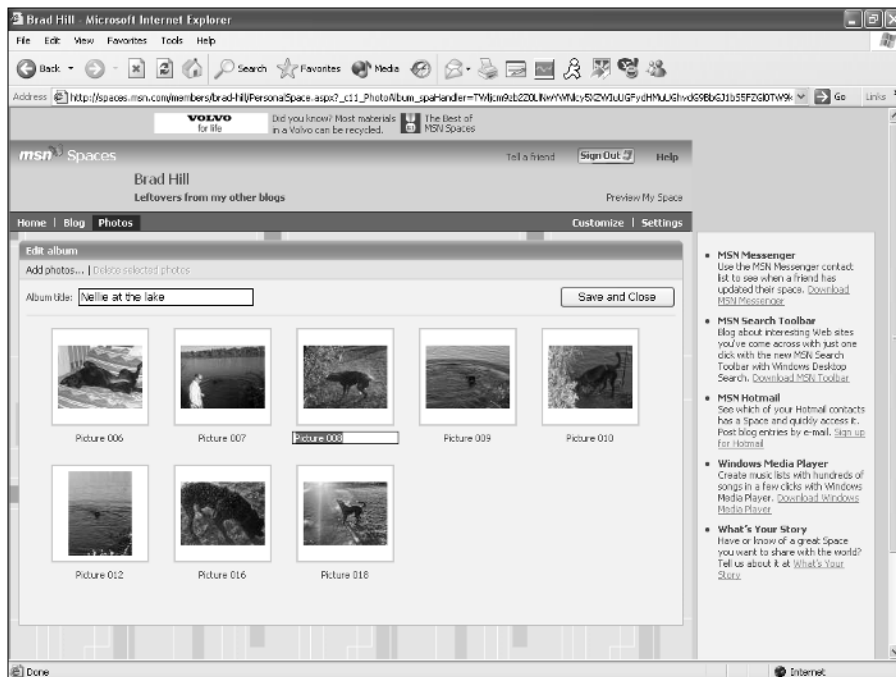 Brad Hill - Microsoft Internet Explorer
File Edit View Favorites Tools Help
Back Search Favorites Media
Address Go Links
VOLVO
for life
Did you know? Most materials
in a Volvo can be recycled.
The Best of
MSN Spaces
msn Spaces
Tell a friend Sign Out Help
Brad Hill
Leftovers from my other blogs
Preview My Space
Home | Blog Photos
Customize | Settings
Edit album
Add photos... | Delete selected photos
Album title: Nellie at the lake
Save and Close
Picture 006 Picture 007 Picture 008 Picture 009 Picture 010
Picture 012 Picture 016 Picture 018
MSN Messenger
Use the MSN Messenger contact
list to see when a friend has
updated their space. Download
MSN Messenger
MSN Search Toolbar
Blog about interesting Web sites
you've come across with just one
click with the new MSN Search
Toolbar with Windows Desktop
Search. Download MSN Toolbar
MSN Hotmail
See which of your Hotmail contacts
has a Space and quickly access it.
Post blog entries by e-mail. Sign up
for Hotmail
Windows Media Player
Create music lists with hundreds of
songs in a few clicks with Windows
Media Player. Download Windows
Media Player
What's Your Story
Have or know of a great Space
you want to share with the world?
Tell us about it at What's Your
Story
Done
Internet